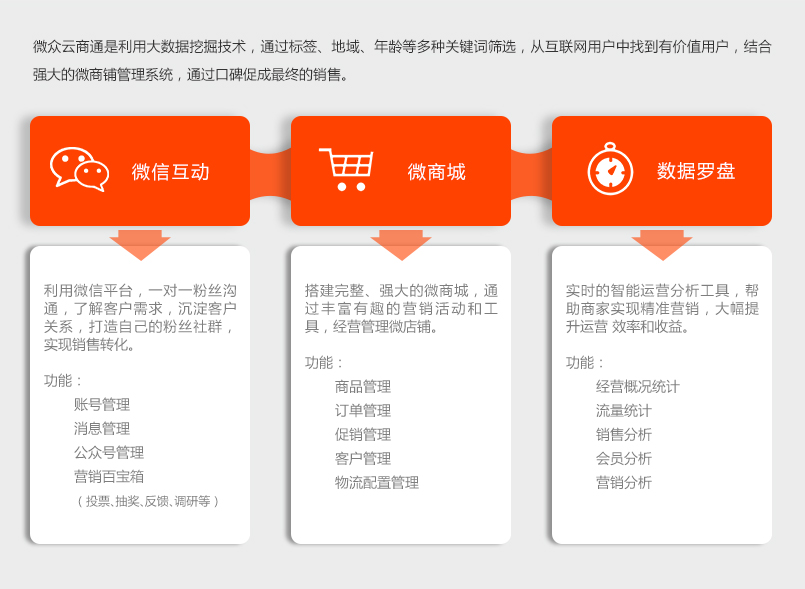 微众云商通是利用大数据挖掘技术，通过标签、地域、年龄等多种关键词筛选，从互联网用户中找到有价值用户，结合
强大的微商铺管理系统，通过口碑促成最终的销售。
微信互动
微商城
数据罗盘
利用微信平台，一对一粉丝沟
通，了解客户需求，沉淀客户
关系，打造自己的粉丝社群，
实现销售转化。
功能：
账号管理
消息管理
公众号管理
营销百宝箱
（投票、抽奖、反馈、调研等）
搭建完整、强大的微商城，通
过丰富有趣的营销活动和工
具，经营管理微店铺。
功能：
商品管理
订单管理
促销管理
客户管理
物流配置管理
实时的智能运营分析工具，帮
助商家实现精准营销，大幅提
升运营 效率和收益。
功能：
经营概况统计
流量统计
销售分析
会员分析
营销分析